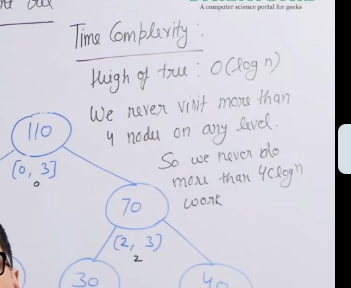 A computer science portal for geeks
Time Complexity :
High of tree : O(log n)
We never visit more than
4 nodes on any level.
So we never do
more than 4Clogn
work
110
[0, 3]
0
70
[2, 3]
2
30
40